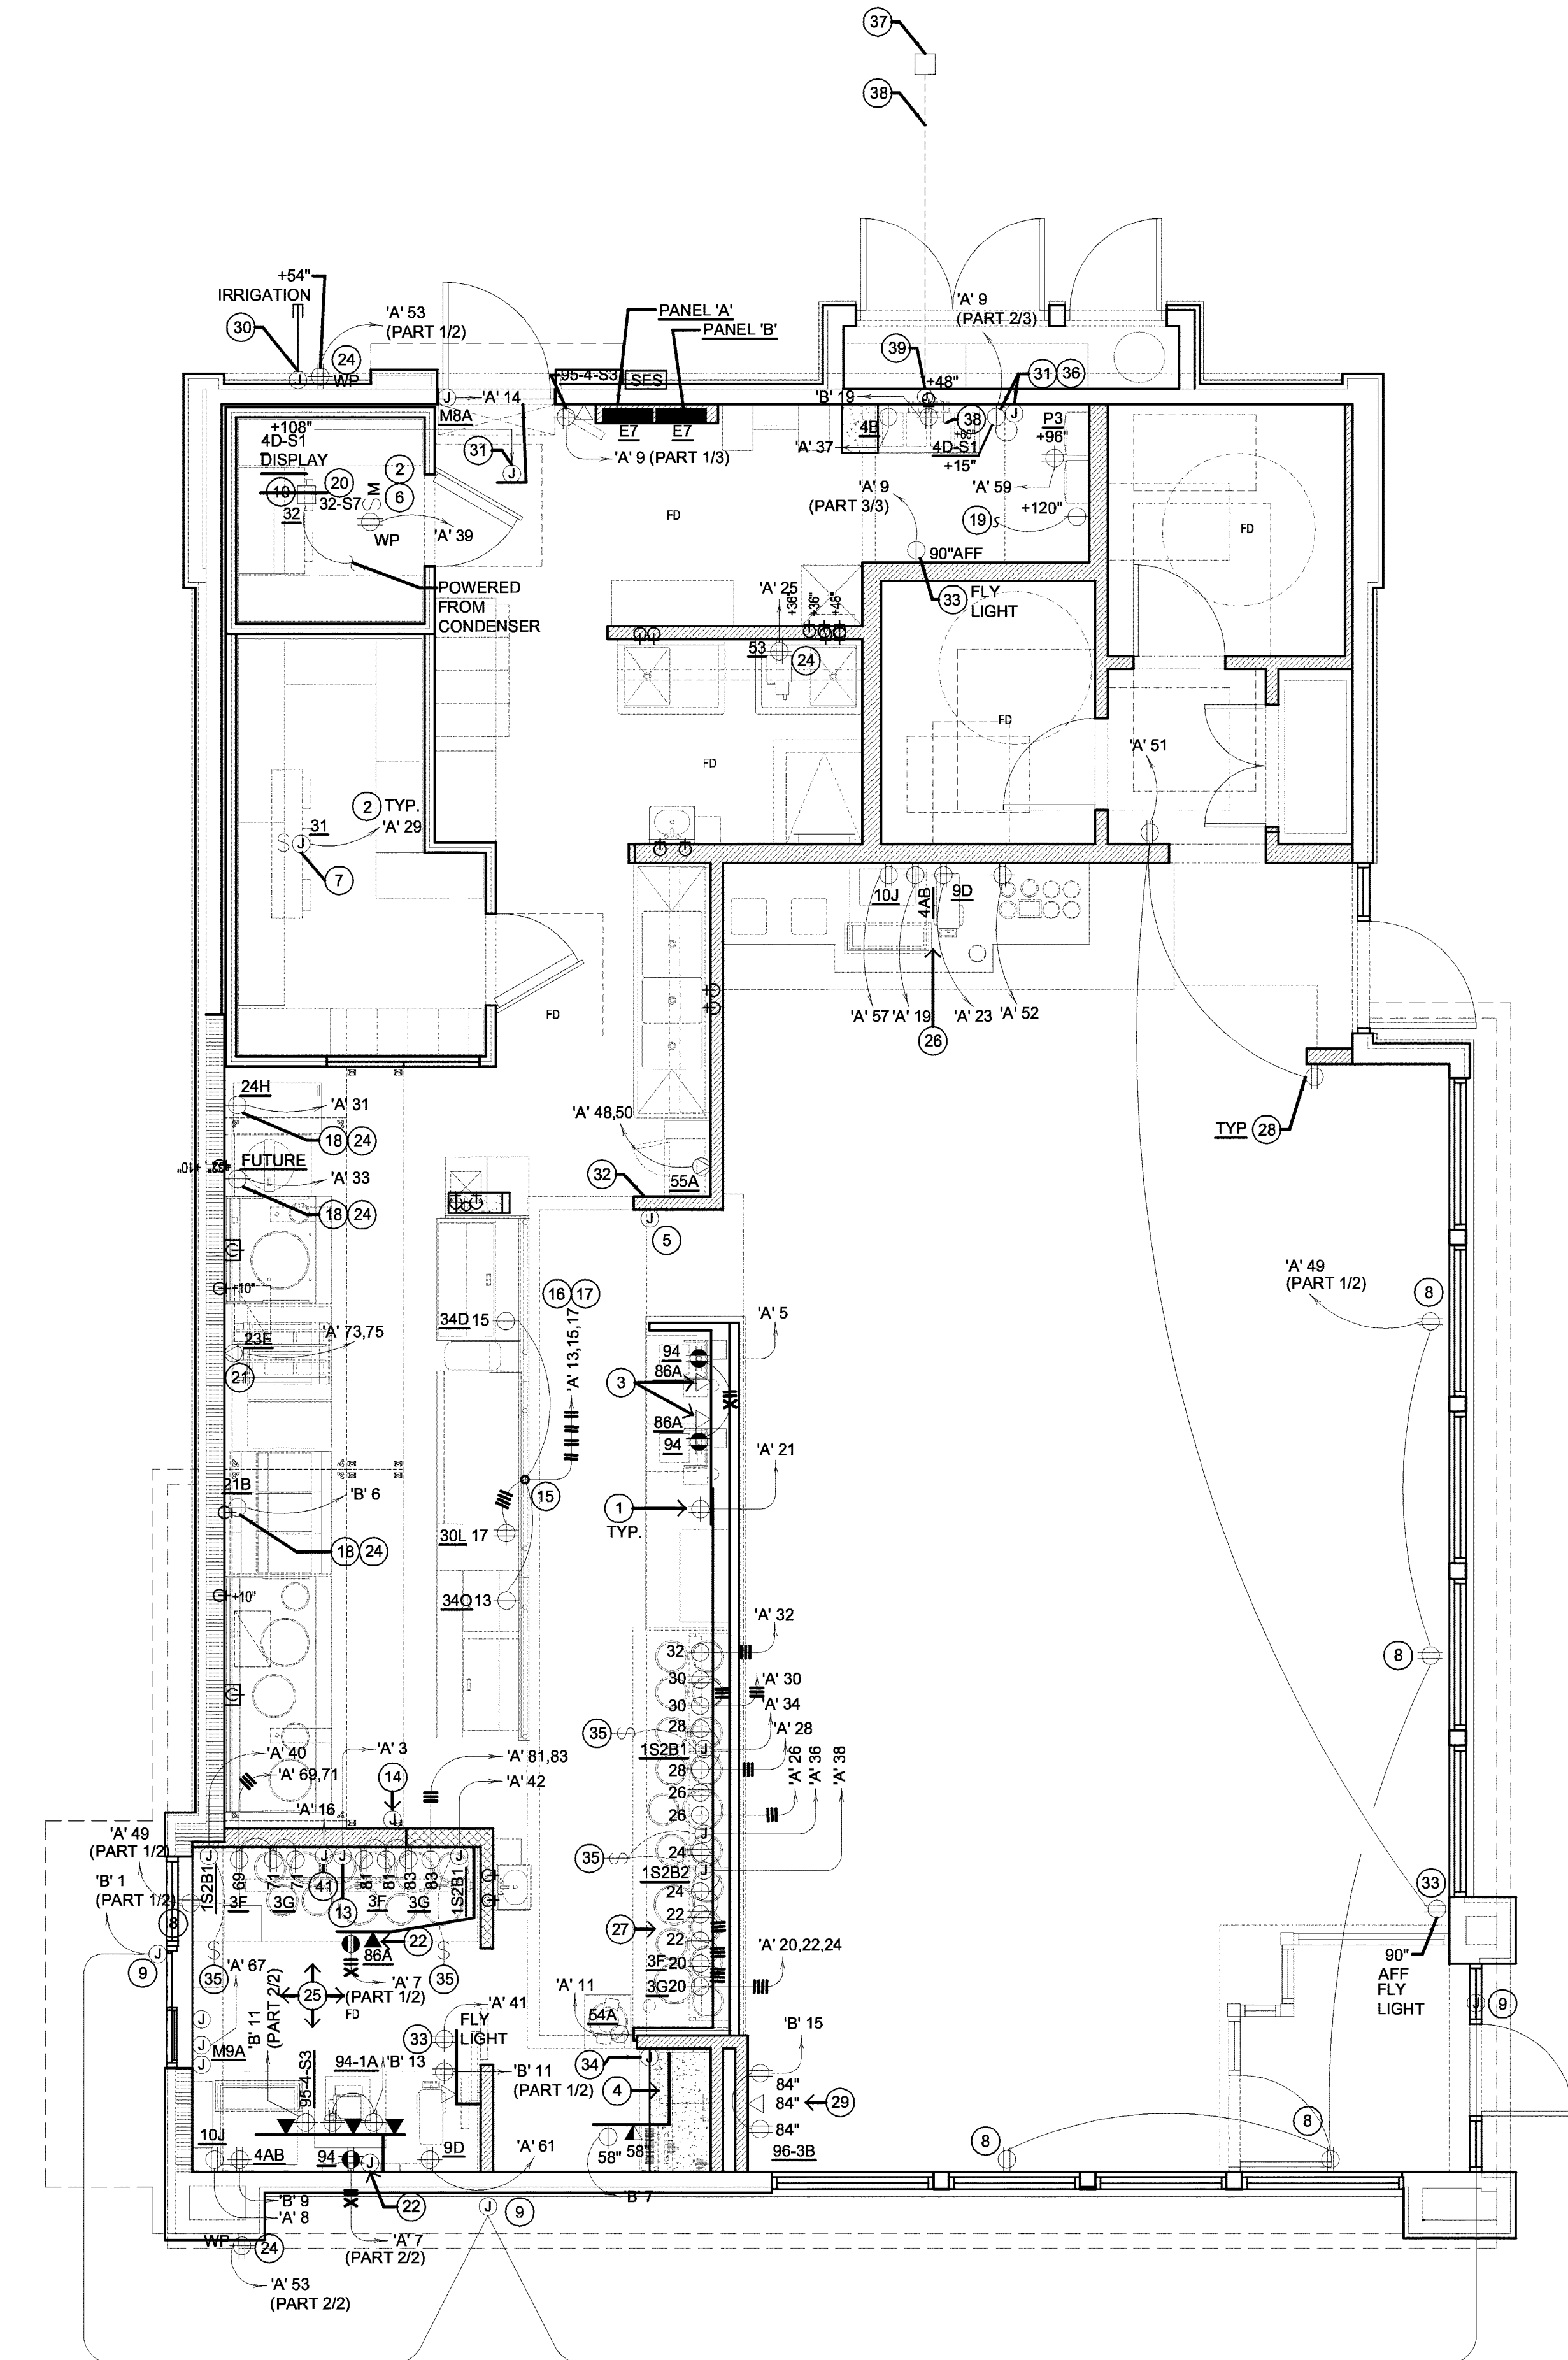 37
38
+54"
IRRIGATION
30
'A' 53
(PART 1/2)
24
WP
PANEL 'A'
PANEL 'B'
'A' 9
(PART 2/3)
39
95-4-S3
SES
+48"
31
36
J
'A' 14
M8A
'B' 19
J
J
E7
E7
4B
38
+66"
4D-S1
+15"
P3
+96"
'A' 37
+108"
4D-S1
DISPLAY
31
J
'A' 9 (PART 1/3)
2
10
20
6
32-S7
SM
32
'A' 9
(PART 3/3)
'A' 59
+120"
19
FD
FD
'A' 39
WP
90"AFF
POWERED
FROM
CONDENSER
'A' 25
+36"
+36"
+48"
33
FLY
LIGHT
53
24
FD
FD
'A' 51
2
TYP.
31
'A' 29
S
J
7
10J
4AB
9D
FD
'A' 57
'A' 19
'A' 23
'A' 52
26
24H
'A' 31
18
24
'A' 48,50
TYP
28
FUTURE
'A' 33
18
24
32
55A
J
5
+10"
'A' 49
(PART 1/2)
8
16
17
'A' 13,15,17
34D 15
'A' 5
23E
'A' 73,75
21
94
86A
3
86A
94
'A' 21
21B
'B' 6
15
1
TYP.
30L 17
18
24
+10"
34O 13
'A' 32
32
30
'A' 30
30
'A' 34
28
35
1S2B1
J
'A' 28
28
'A' 26
'A' 36
'A' 38
26
26
8
'A' 40
'A' 3
'A' 81,83
'A' 69,71
14
'A' 42
'A' 16
J
'A' 49
(PART 1/2)
J
J
J
J
J
35
24
1S2B2
J
24
22
22
20
20
'B' 1
(PART 1/2)
1S2B1
69
71
71
41
81
81
83
83
1S2B1
3F
3G
13
3F
3G
8
27
3F
3G
33
J
9
35
22
86A
35
'A' 67
25
'A' 7
(PART 1/2)
FD
'A' 20,22,24
90"
AFF
FLY
LIGHT
J
9
'B' 11
(PART 2/2)
J
J
M9A
J
33
'A' 41
FLY
LIGHT
'A' 11
54A
'B' 15
95-4-S3
94-1A
'B' 13
'B' 11
(PART 1/2)
34
J
4
84"
84"
84"
29
10J
4AB
94
J
9D
'A' 61
58"
58"
96-3B
8
8
'B' 9
'A' 8
22
J
9
'B' 7
WP
24
'A' 7
(PART 2/2)
'A' 53
(PART 2/2)